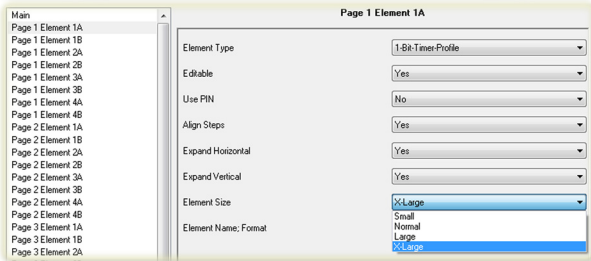 Main
Page 1 Element 1A
Page 1 Element 1B
Page 1 Element 2A
Page 1 Element 2B
Page 1 Element 3A
Page 1 Element 3B
Page 1 Element 4A
Page 1 Element 4B
Page 2 Element 1A
Page 2 Element 1B
Page 2 Element 2A
Page 2 Element 2B
Page 2 Element 3A
Page 2 Element 3B
Page 2 Element 4A
Page 2 Element 4B
Page 3 Element 1A
Page 3 Element 1B
Page 3 Element 2A
Page 1 Element 1A
Element Type 1-Bit-Timer-Profile
Editable Yes
Use PIN No
Align Steps Yes
Expand Horizontal Yes
Expand Vertical Yes
Element Size X-Large
Small
Normal
Large
X-Large
Element Name; Format